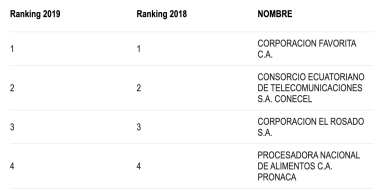 Ranking 2019 Ranking 2018 NOMBRE
1 1 CORPORACION FAVORITA
C.A.
2 2 CONSORCIO ECUATORIANO
DE TELECOMUNICACIONES
S.A. CONECEL
3 3 CORPORACION EL ROSADO
S.A.
4 4 PROCESADORA NACIONAL
DE ALIMENTOS C.A.
PRONACA